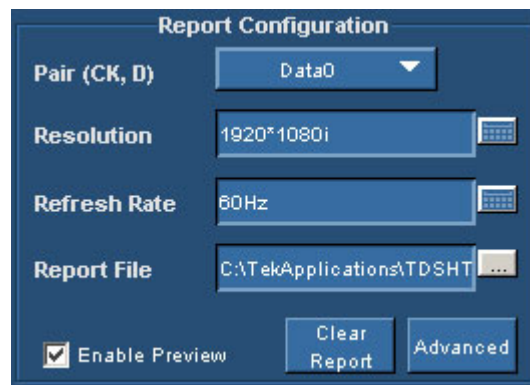 Report Configuration
Pair (CK, D) Data0
Resolution 1920*1080i
Refresh Rate 60Hz
Report File C:\TekApplications\TDSHT ...
Enable Preview Clear Report Advanced